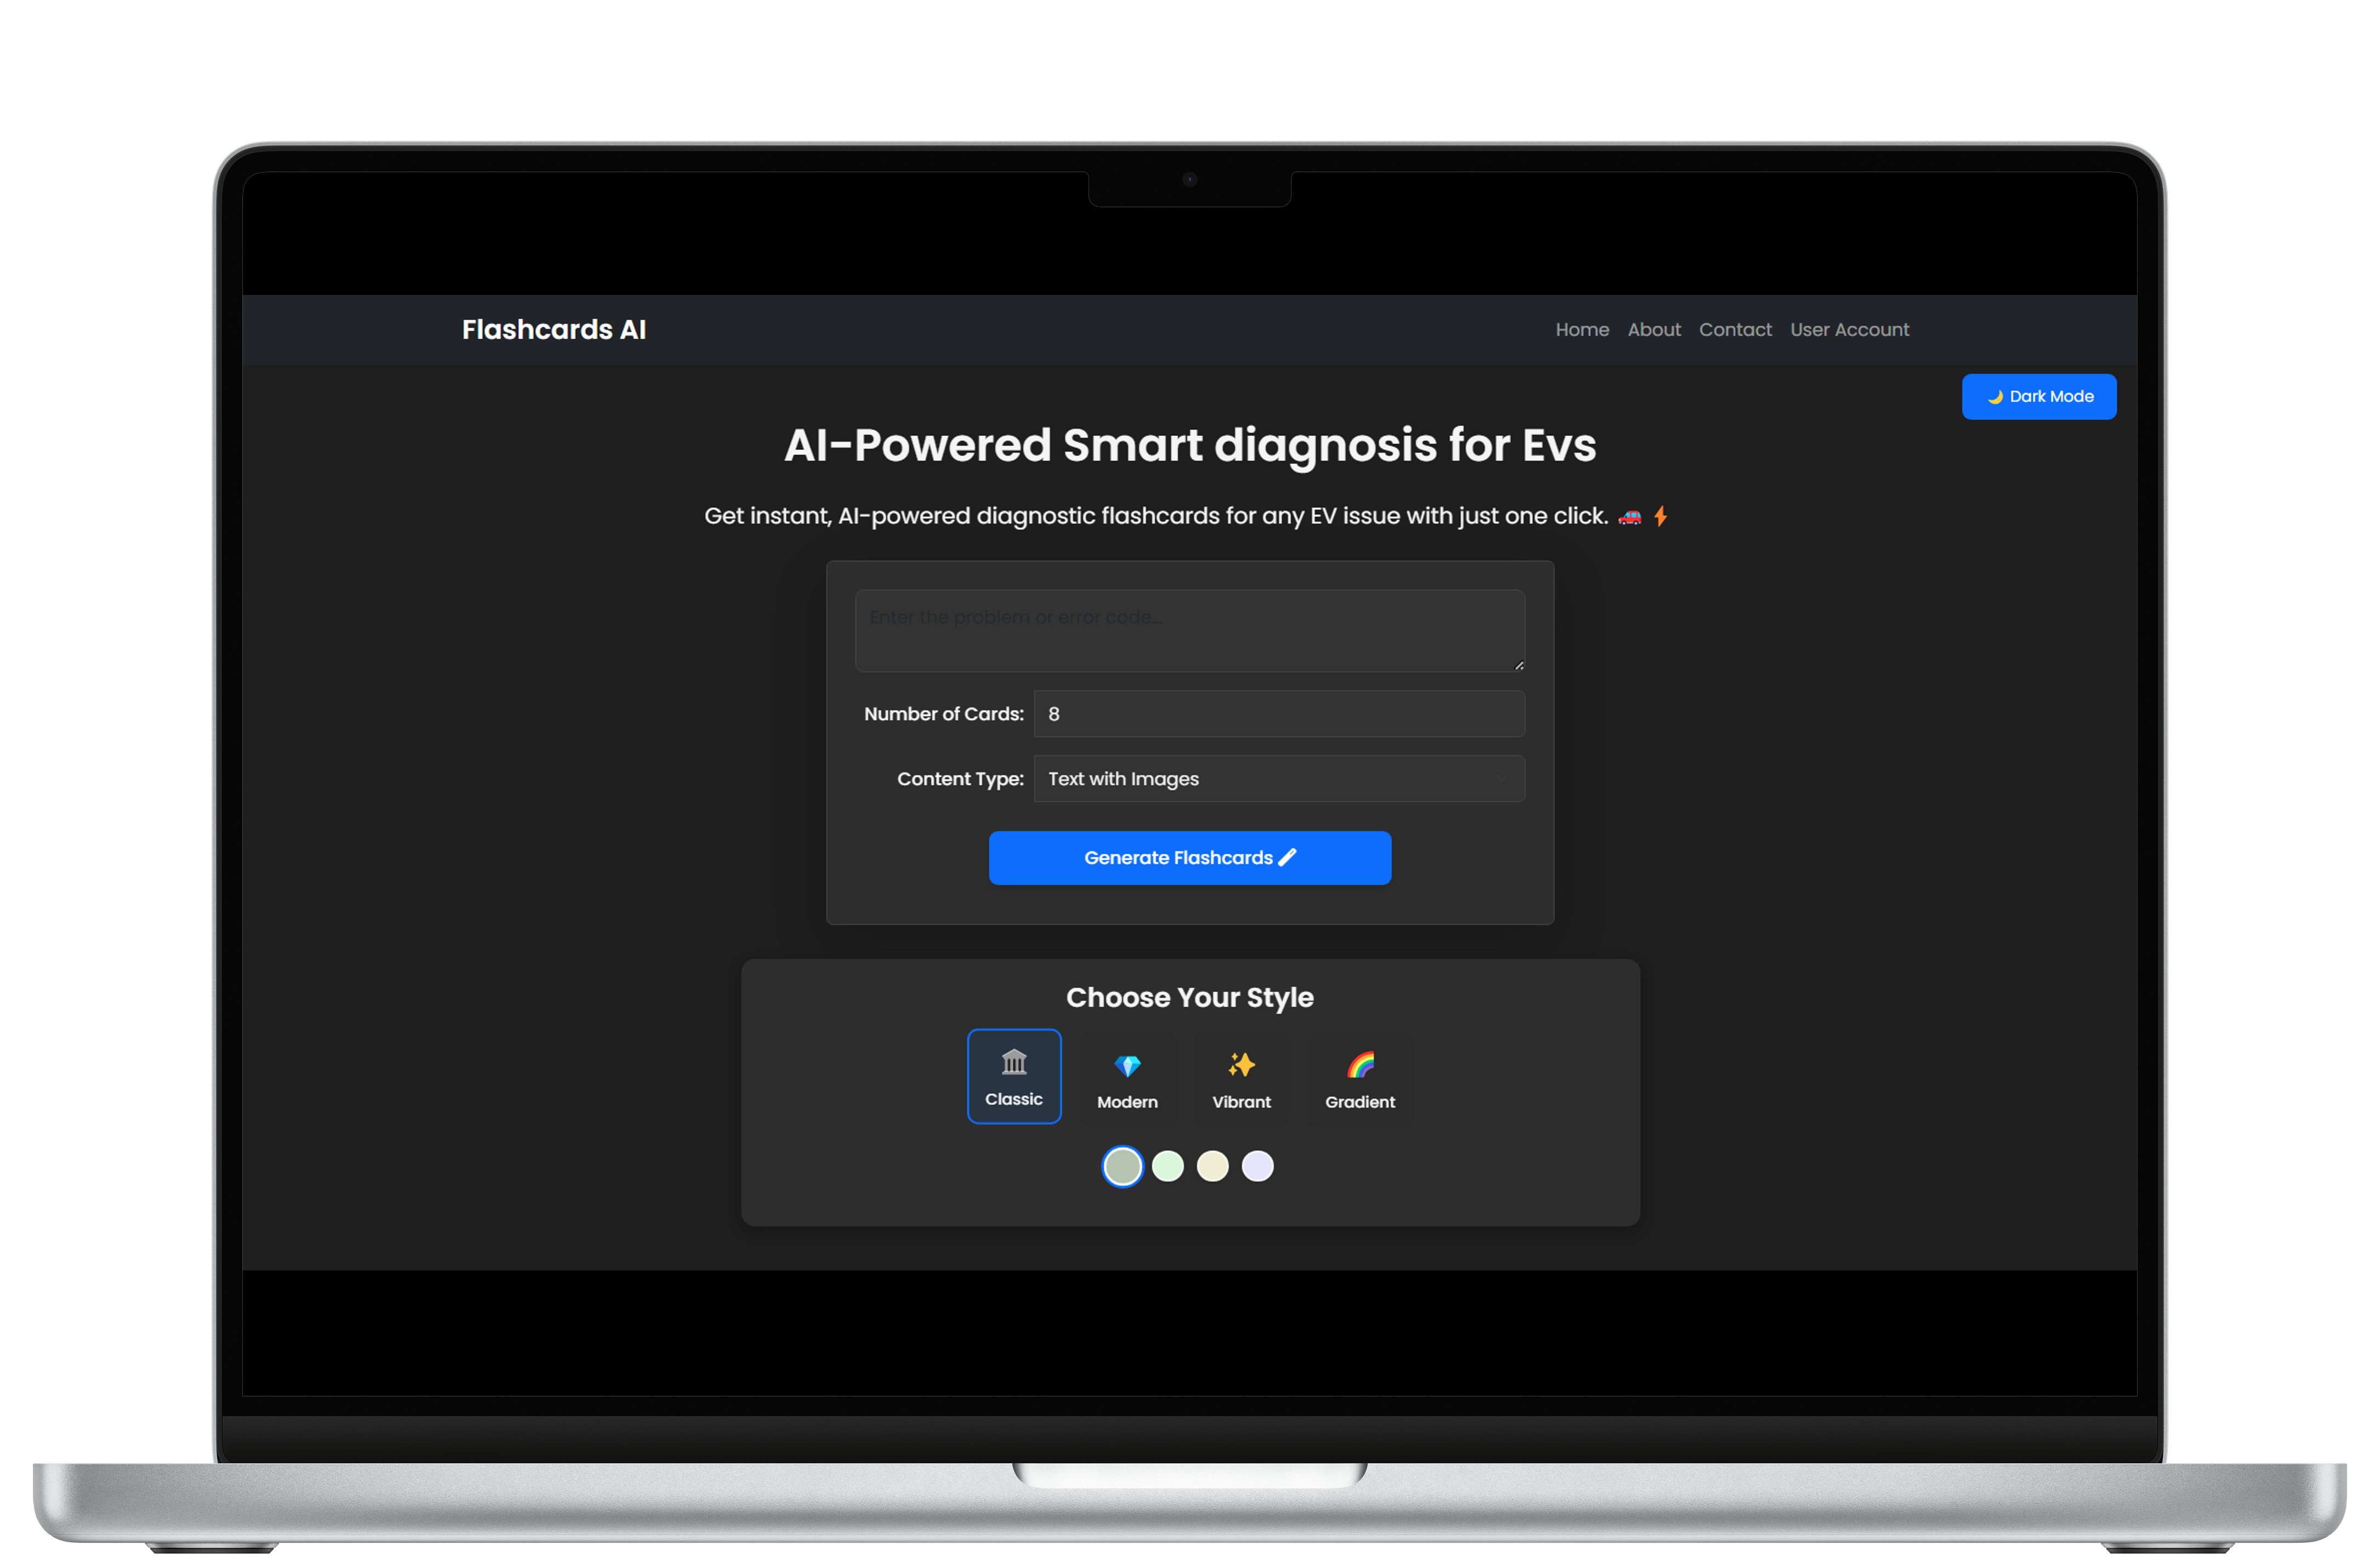 Flashcards AI
Home About Contact User Account
🌙 Dark Mode
AI-Powered Smart diagnosis for Evs
Get instant, AI-powered diagnostic flashcards for any EV issue with just one click. 🚗 ⚡
Enter the problem or error code...
Number of Cards: 8
Content Type: Text with Images
Generate Flashcards
Choose Your Style
Classic Modern Vibrant Gradient